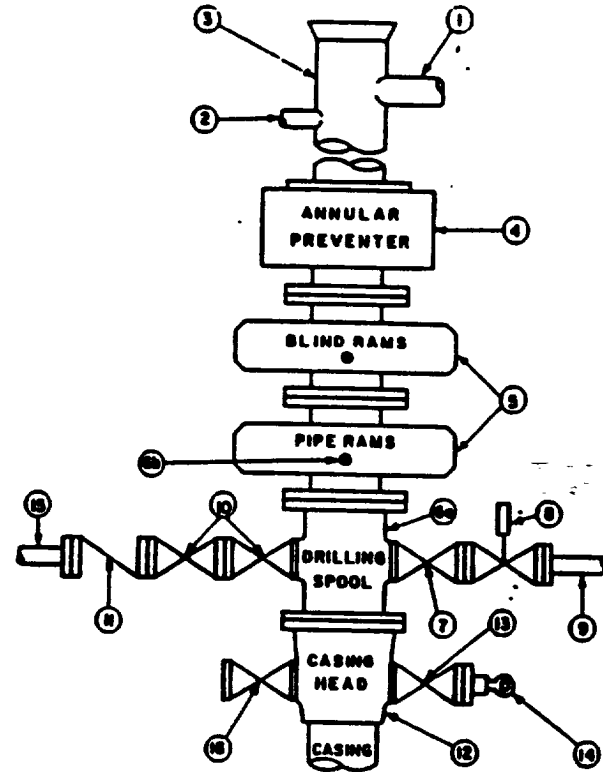 3
1
2
ANNULAR
PREVENTER
4
BLIND RAMS
5
PIPE RAMS
6b
15
10
6a
8
DRILLING
SPOOL
11
7
13
9
CASING
HEAD
16
12
14
CASING